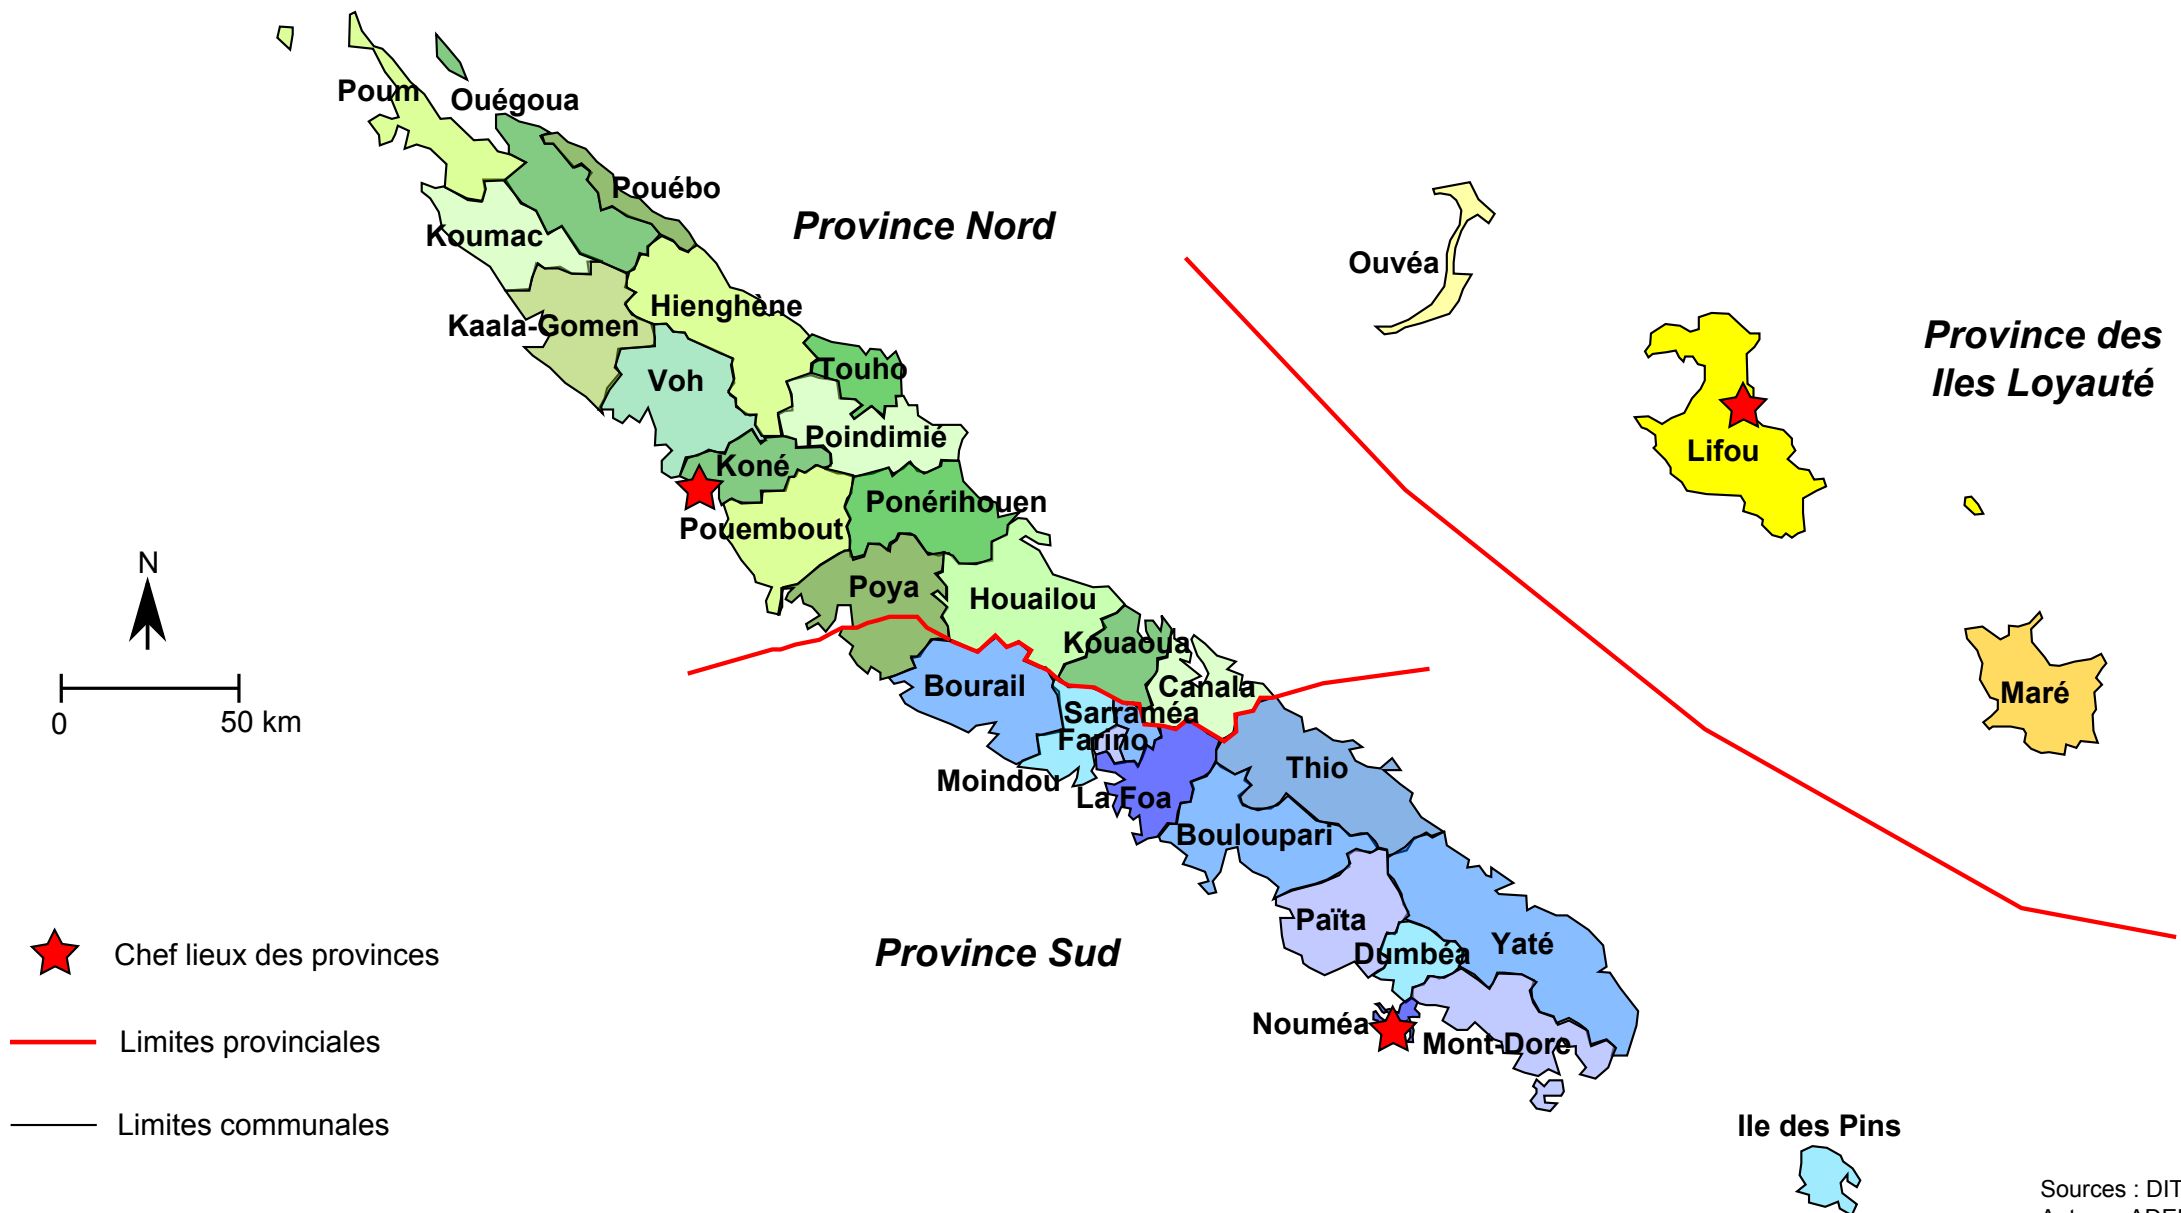 Poum
Ouégoua
Pouébo
Koumac
Province Nord
Ouvéa
Hienghène
Kaala-Gomen
Province des
Iles Loyauté
Touho
Voh
Poindimié
Lifou
Koné
Ponérihouen
Pouembout
N
Poya
Houailou
Kouaoua
Canala
Bourail
Maré
Sarraméa
0
50 km
Farino
Thio
Moindou
La Foa
Bouloupari
Païta
Yaté
Province Sud
Dumbéa
Chef lieux des provinces
Nouméa
Mont-Dore
Limites provinciales
Limites communales
Ile des Pins
Sources : DIT